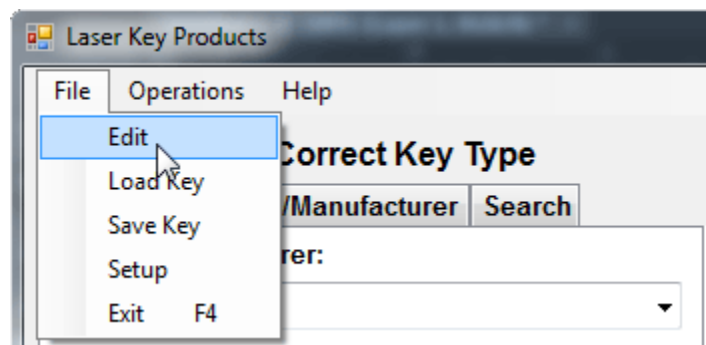 Laser Key Products
File Operations Help
Edit
Correct Key Type
Load Key
/Manufacturer Search
Save Key
rer:
Setup
Exit F4